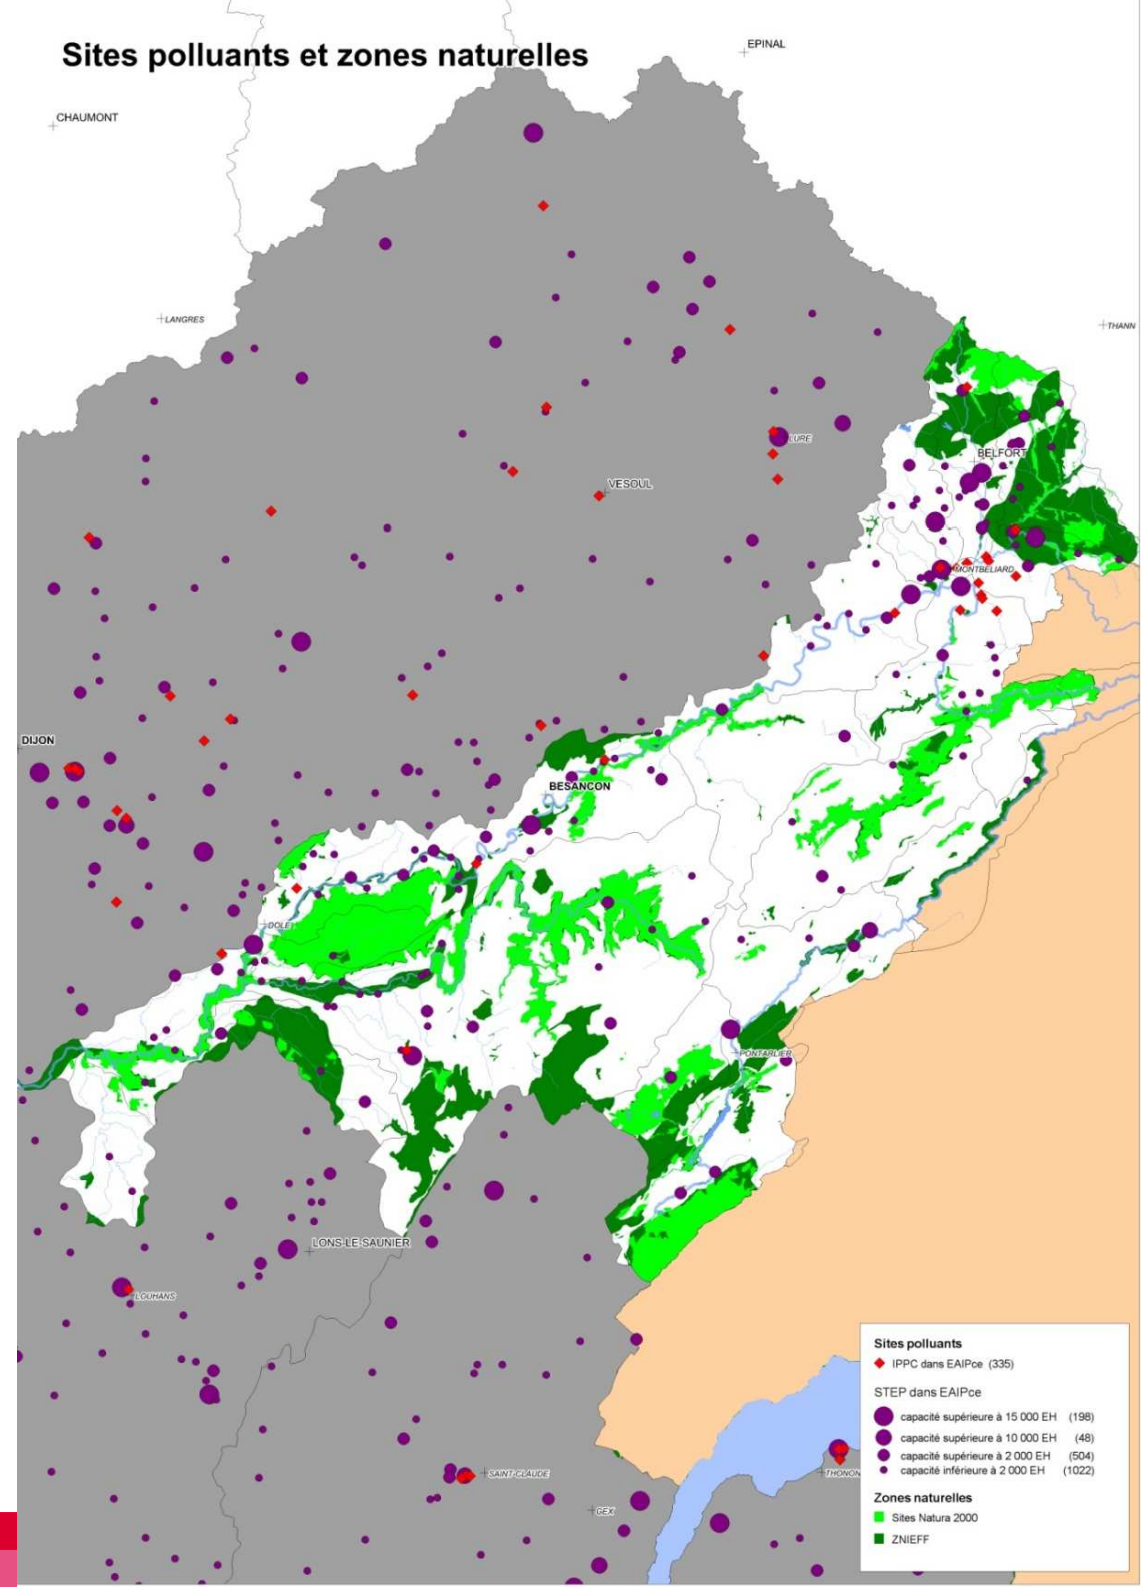 Sites polluants et zones naturelles
EPINAL
CHAUMONT
LANGRES
THANN
LURE
BELFORT
VESOUL
MONTBELIARD
DIJON
BESANCON
DOLE
PONTARLIER
LONS-LE-SAUNIER
LOUHANS
SAINT-CLAUDE
THONON
GEX
Sites polluants
IPPC dans EAIPce (335)
STEP dans EAIPce
capacité supérieure à 15 000 EH (198)
capacité supérieure à 10 000 EH (48)
capacité supérieure à 2 000 EH (504)
capacité inférieure à 2 000 EH (1022)
Zones naturelles
Sites Natura 2000
ZNIEFF